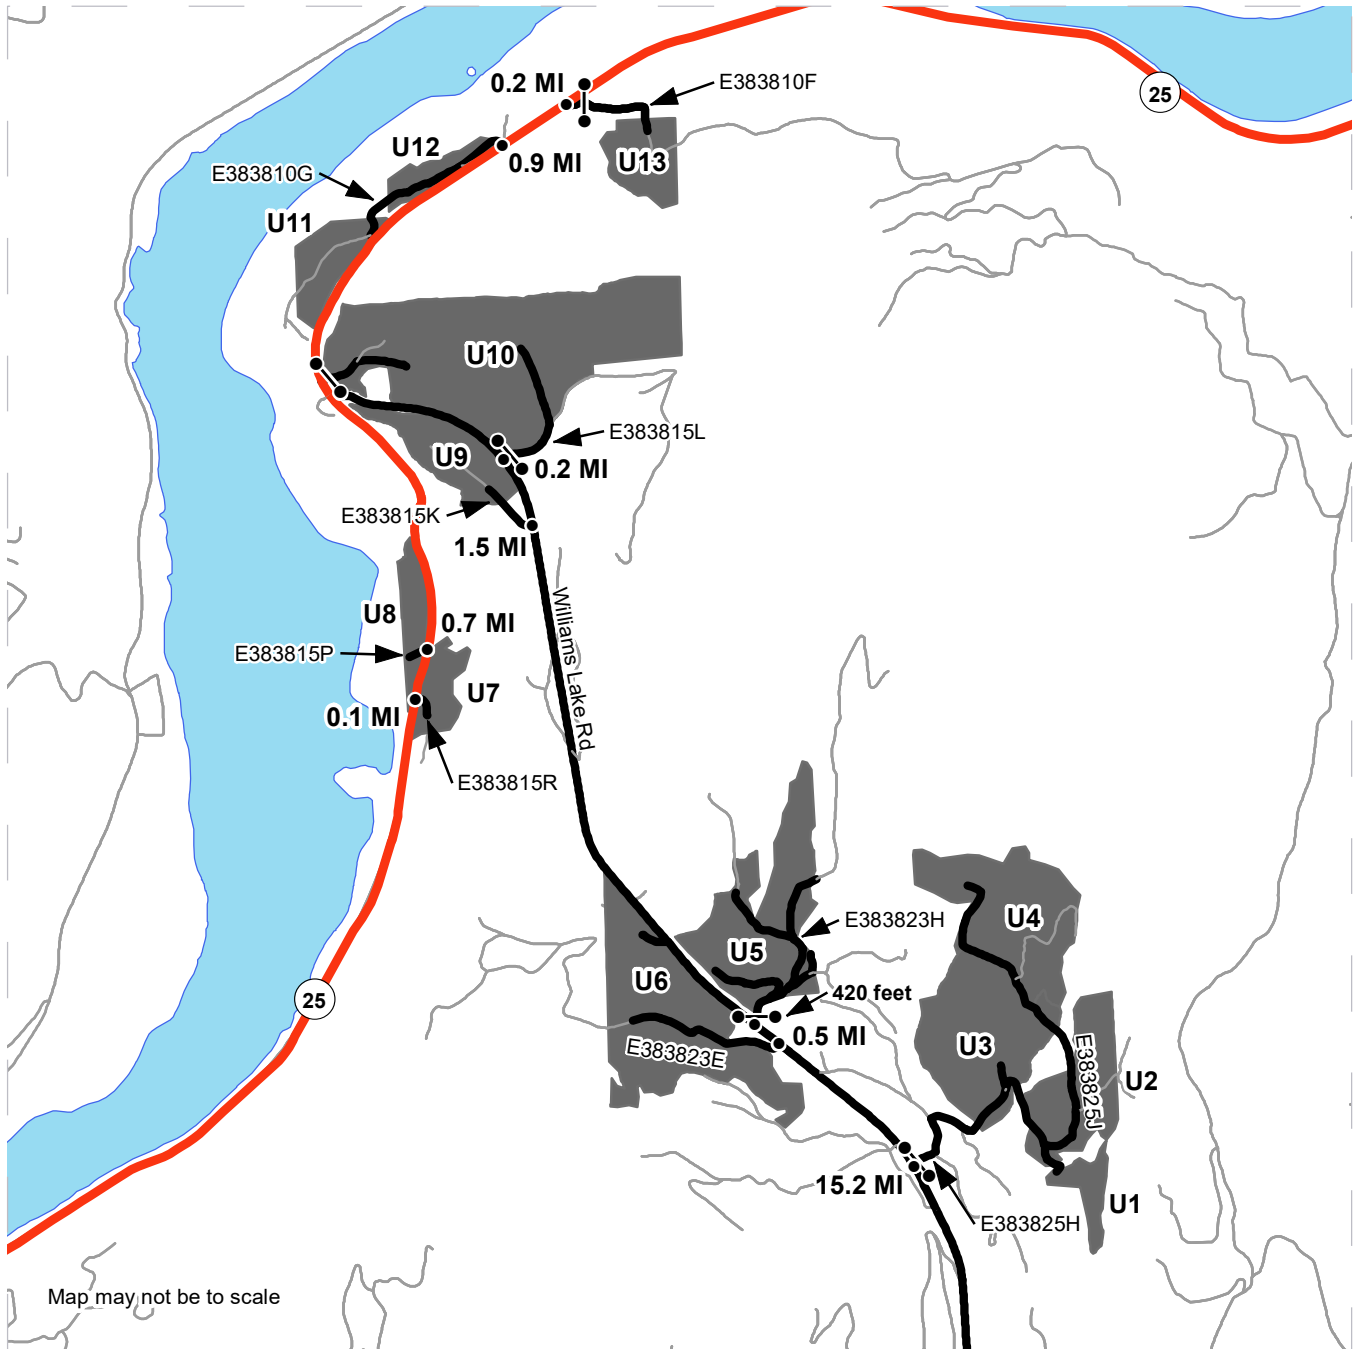 0.2 MI
E383810F
25
U12
0.9 MI
U13
E383810G
U11
U10
E383815L
U9
0.2 MI
E383815K
1.5 MI
Williams Lake Rd
U8
0.7 MI
E383815P
U7
0.1 MI
E383815R
E383823H
U4
U5
U6
420 feet
25
0.5 MI
E383823E
U3
E383825J
U2
15.2 MI
U1
E383825H
Map may not be to scale